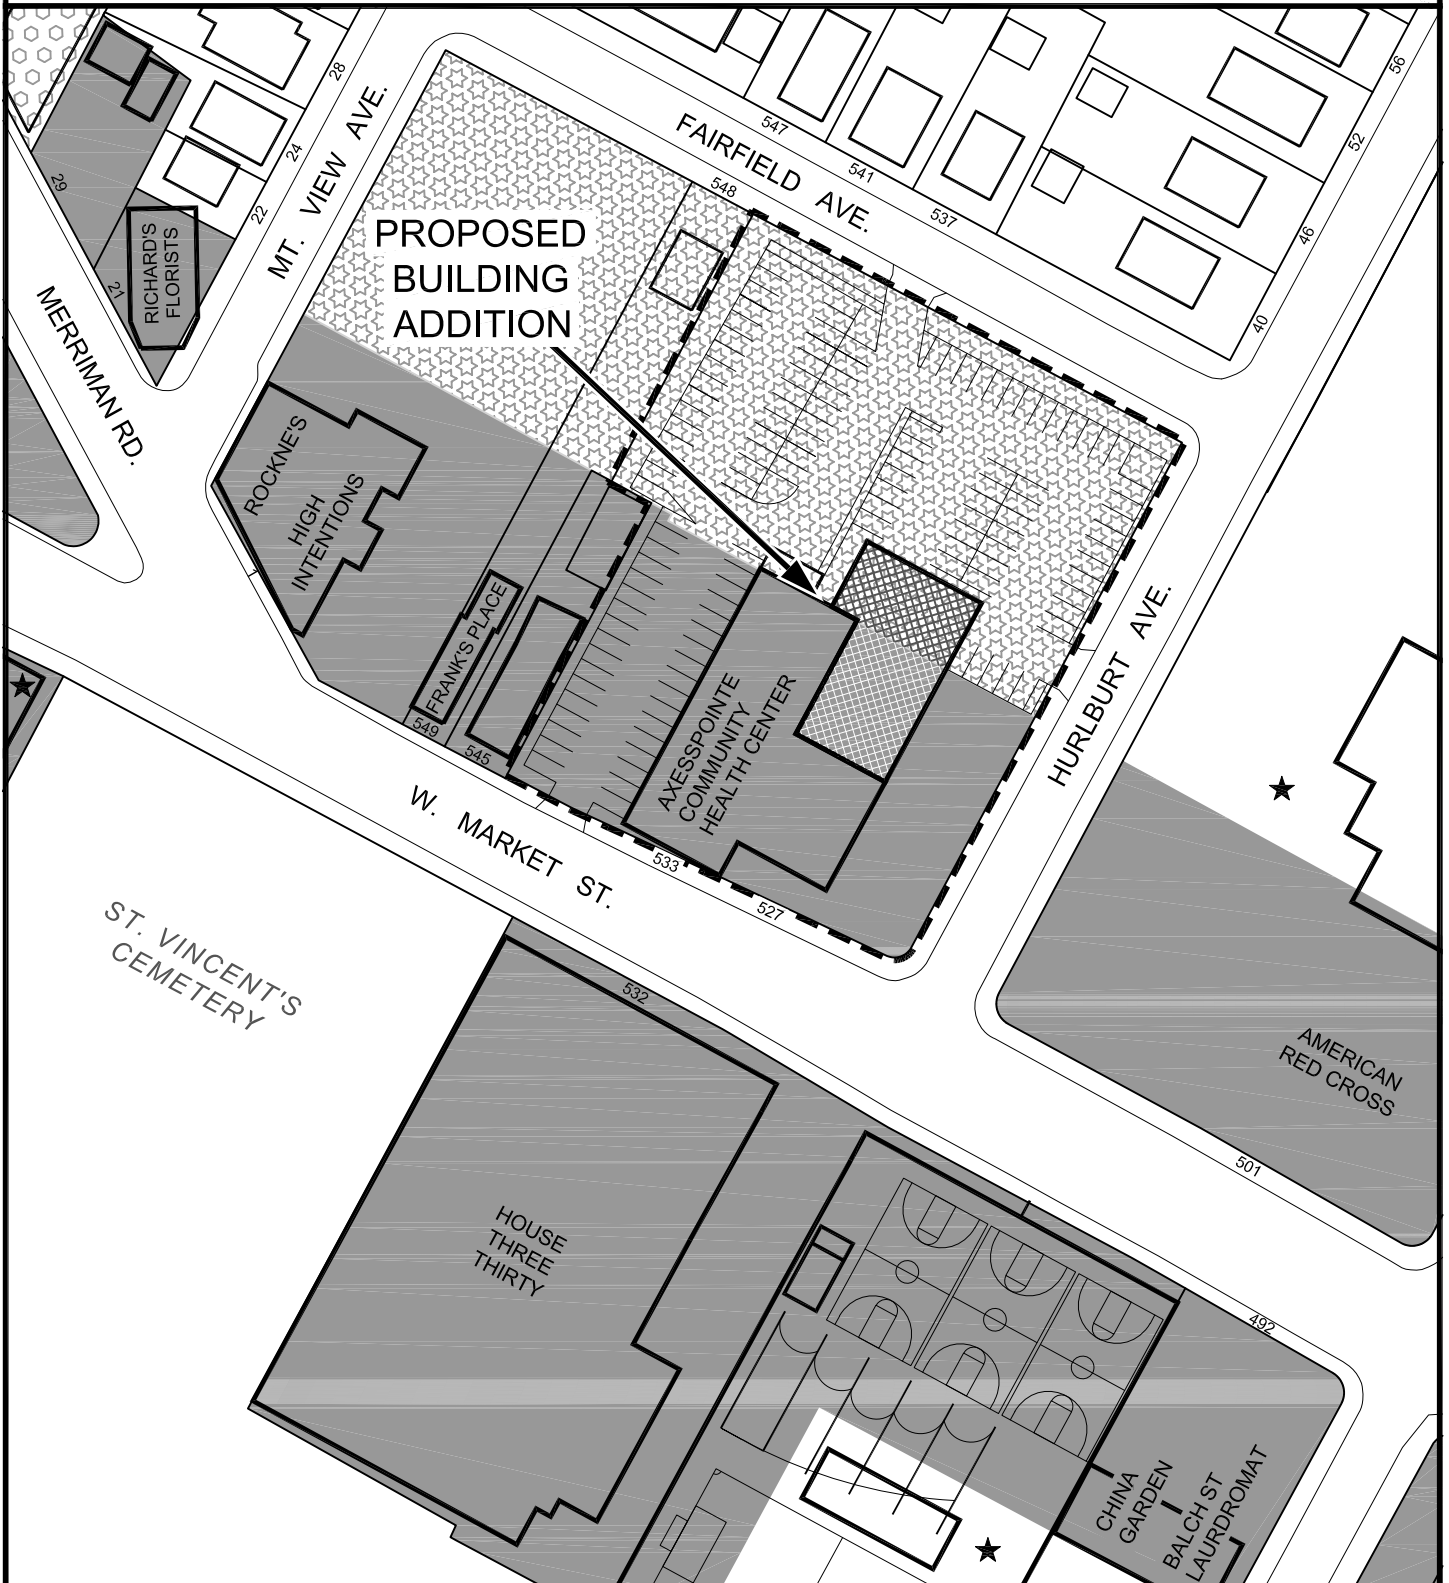 28
MT. VIEW AVE.
24
22
29
21
RICHARD'S
FLORISTS
MERRIMAN RD.
FAIRFIELD AVE.
547
541
537
548
56
52
46
40
PROPOSED
BUILDING
ADDITION
ROCKNE'S
HIGH
INTENTIONS
FRANK'S PLACE
549
545
AXESSPOINTE
COMMUNITY
HEALTH CENTER
HURLBURT AVE.
W. MARKET ST.
533
527
ST. VINCENT'S
CEMETERY
532
AMERICAN
RED CROSS
501
HOUSE
THREE
THIRTY
492
CHINA
GARDEN
BALCH ST
LAURDROMAT